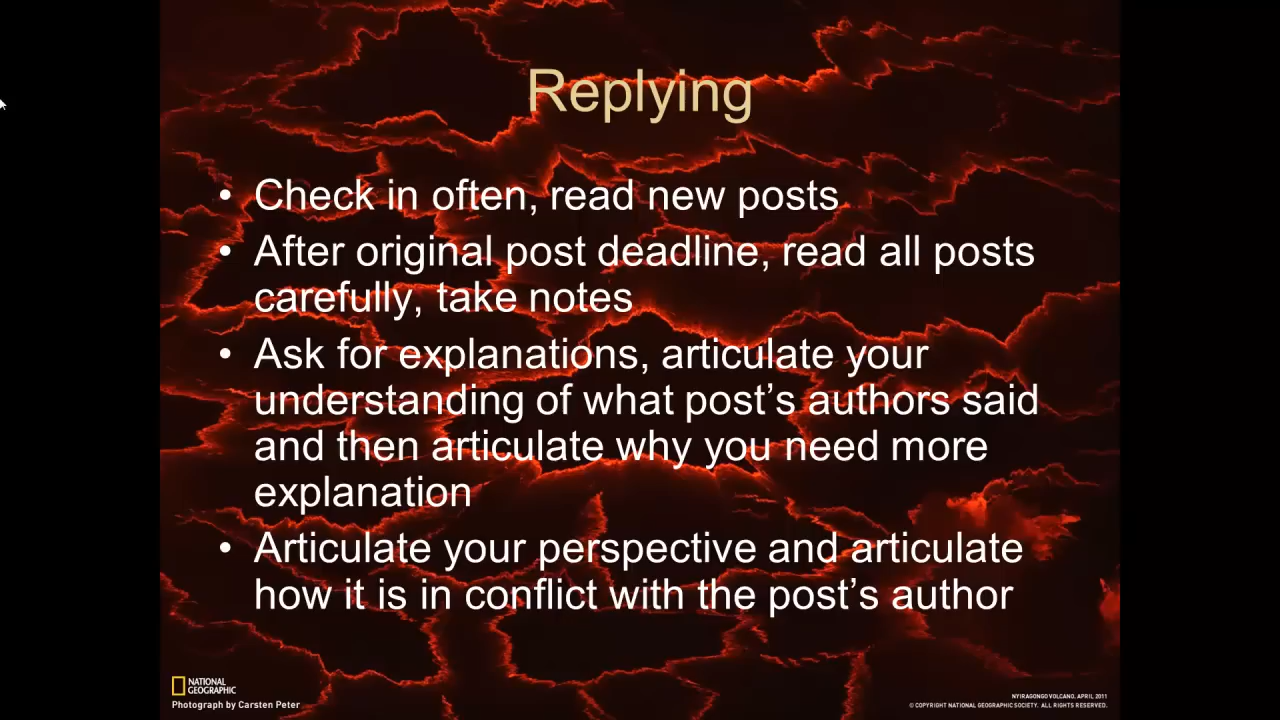 Replying
• Check in often, read new posts
• After original post deadline, read all posts
carefully, take notes
• Ask for explanations, articulate your
understanding of what post’s authors said
and then articulate why you need more
explanation
• Articulate your perspective and articulate
how it is in conflict with the post’s author
NATIONAL
GEOGRAPHIC
Photograph by Carsten Peter
NYIRAGONGO VOLCANO, APRIL 2011
© COPYRIGHT NATIONAL GEOGRAPHIC SOCIETY. ALL RIGHTS RESERVED.